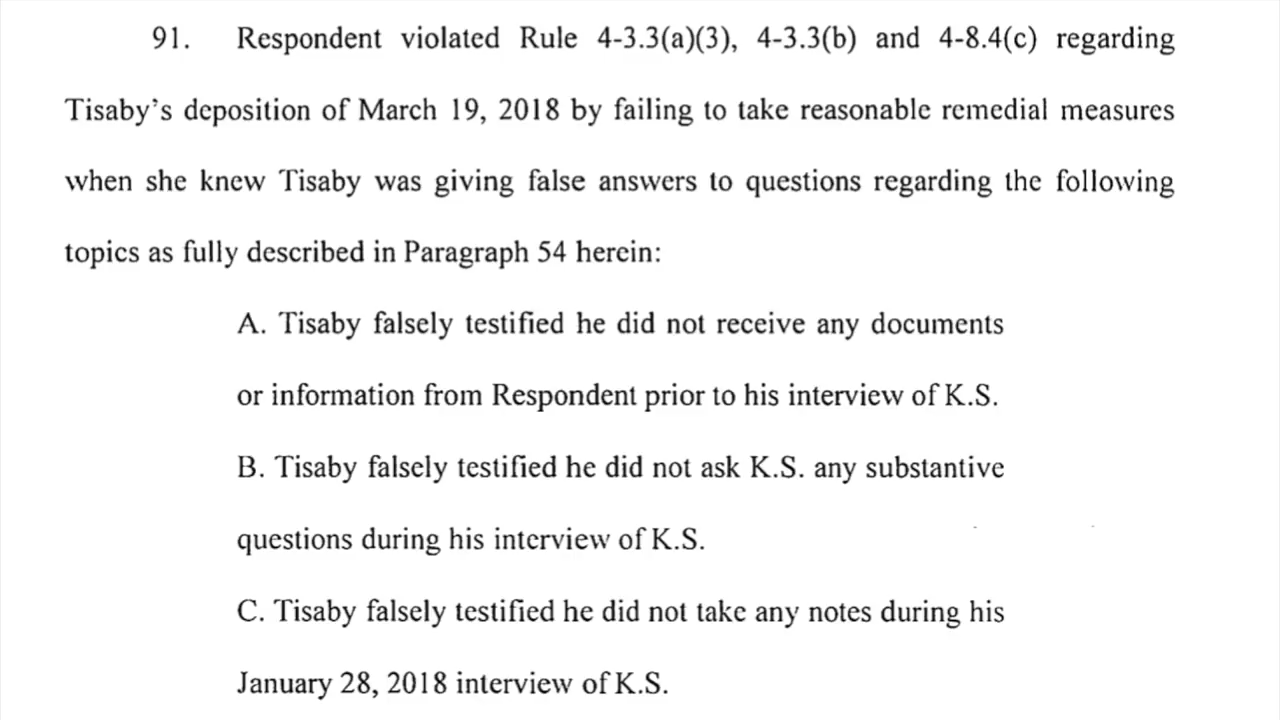 91. Respondent violated Rule 4-3.3(a)(3), 4-3.3(b) and 4-8.4(c) regarding
Tisaby's deposition of March 19, 2018 by failing to take reasonable remedial measures
when she knew Tisaby was giving false answers to questions regarding the following
topics as fully described in Paragraph 54 herein:
A. Tisaby falsely testified he did not receive any documents
or information from Respondent prior to his interview of K.S.
B. Tisaby falsely testified he did not ask K.S. any substantive
questions during his interview of K.S.
C. Tisaby falsely testified he did not take any notes during his
January 28, 2018 interview of K.S.